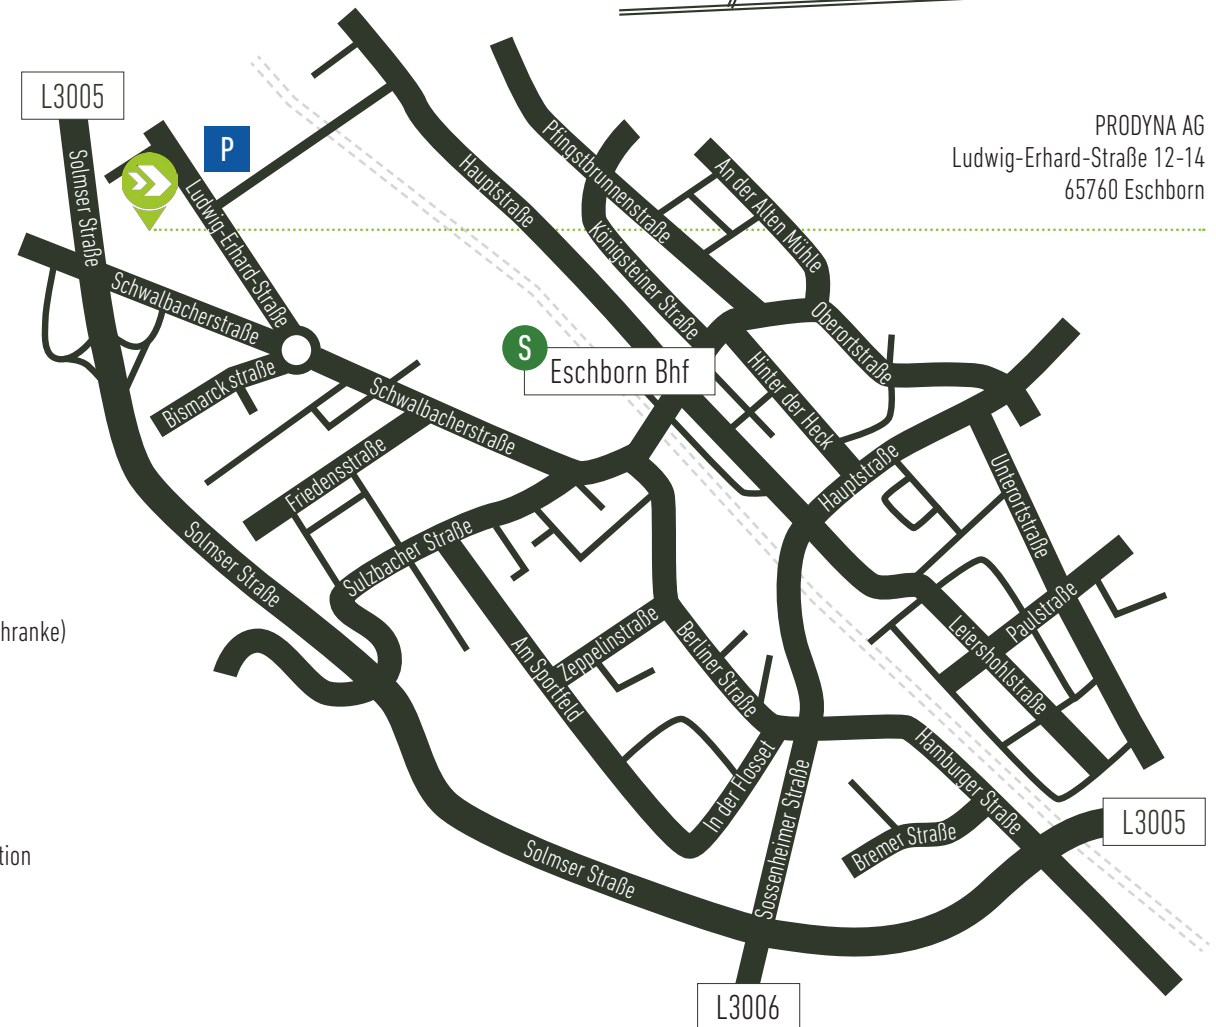 L3005
P
PRODYNA AG
Ludwig-Erhard-Straße 12-14
65760 Eschborn
Solmser Straße
Ludwig-Erhard-Straße
Hauptstraße
Pfingstbrunnenstraße
An der Alten Mühle
Königsteiner Straße
Schwalbacherstraße
Oberortstraße
S
Eschborn Bhf
Hinter der Heck
Bismarckstraße
Schwalbacherstraße
Friedensstraße
Hauptstraße
Unterortstraße
Sulzbacher Straße
Solmser Straße
Paulstraße
Leiershohlstraße
hranke)
Zeppelinstraße
Am Sportfeld
Berliner Straße
In der Flosset
Hamburger Straße
Sossenheimer Straße
Bremer Straße
L3005
tion
Solmser Straße
L3006